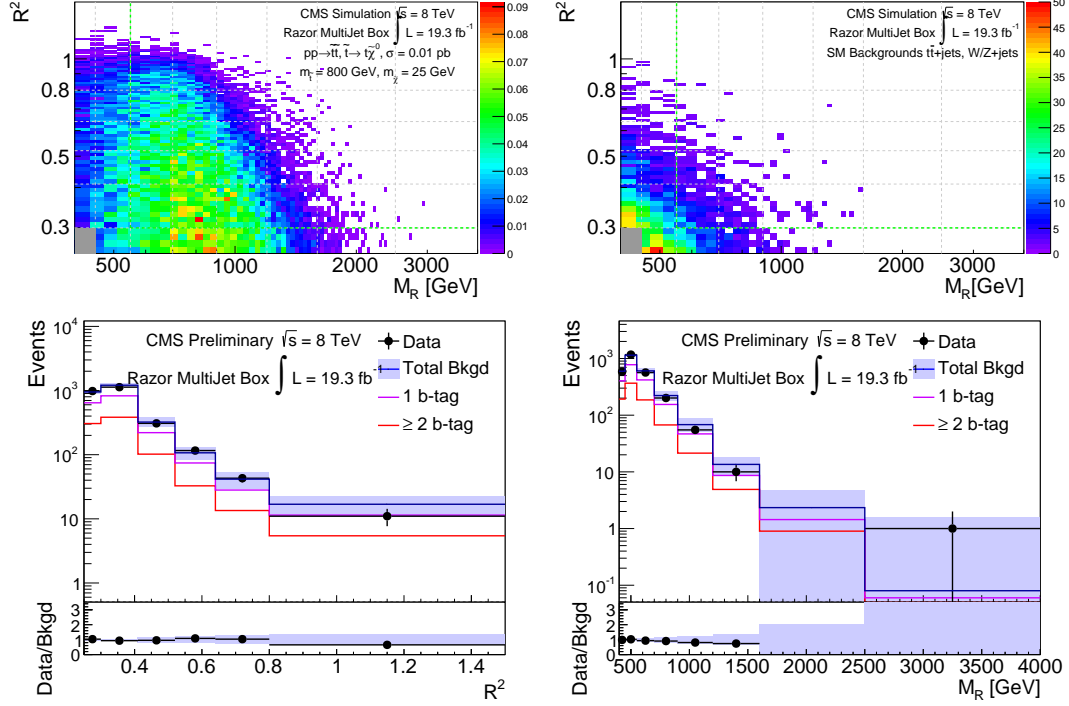 R²
CMS Simulation √s = 8 TeV
Razor MultiJet Box ∫ L = 19.3 fb⁻¹
pp→t̃t̃, t̃→ tχ̃⁰, σ = 0.01 pb
m_t̃ = 800 GeV, m_χ̃ = 25 GeV
1
0.8
0.5
0.3
500
1000
2000
3000
M_R [GeV]
0.09
0.08
0.07
0.06
0.05
0.04
0.03
0.02
0.01
0
R²
CMS Simulation √s = 8 TeV
Razor MultiJet Box ∫ L = 19.3 fb⁻¹
SM Backgrounds tt̄+jets, W/Z+jets
1
0.8
0.5
0.3
500
1000
2000
3000
M_R [GeV]
50
45
40
35
30
25
20
15
10
5
0
Events
10⁴
10³
10²
10
1
CMS Preliminary √s = 8 TeV
Razor MultiJet Box ∫ L = 19.3 fb⁻¹
Data
Total Bkgd
1 b-tag
≥ 2 b-tag
Data/Bkgd
3
2
1
0
0.4
0.6
0.8
1
1.2
1.4
R²
Events
10³
10²
10
1
10⁻¹
CMS Preliminary √s = 8 TeV
Razor MultiJet Box ∫ L = 19.3 fb⁻¹
Data
Total Bkgd
1 b-tag
≥ 2 b-tag
Data/Bkgd
3
2
1
0
500
1000
1500
2000
2500
3000
3500
4000
M_R [GeV]